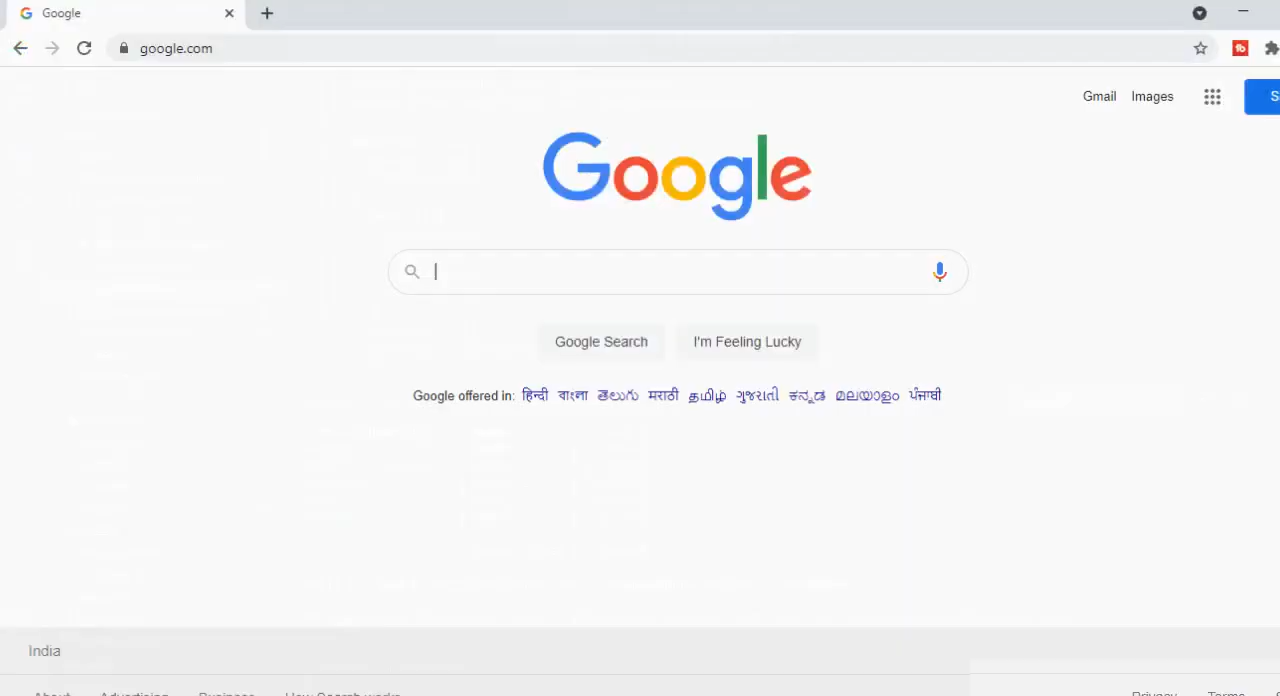 Google
google.com
Gmail Images
Google
Google Search I'm Feeling Lucky
Google offered in: हिन्दी বাংলা తెలుగు मराठी தமிழ் ગુજરાતી ಕನ್ನಡ മലയാളം ਪੰਜਾਬੀ
India
About Advertising Business How Search works Privacy Terms